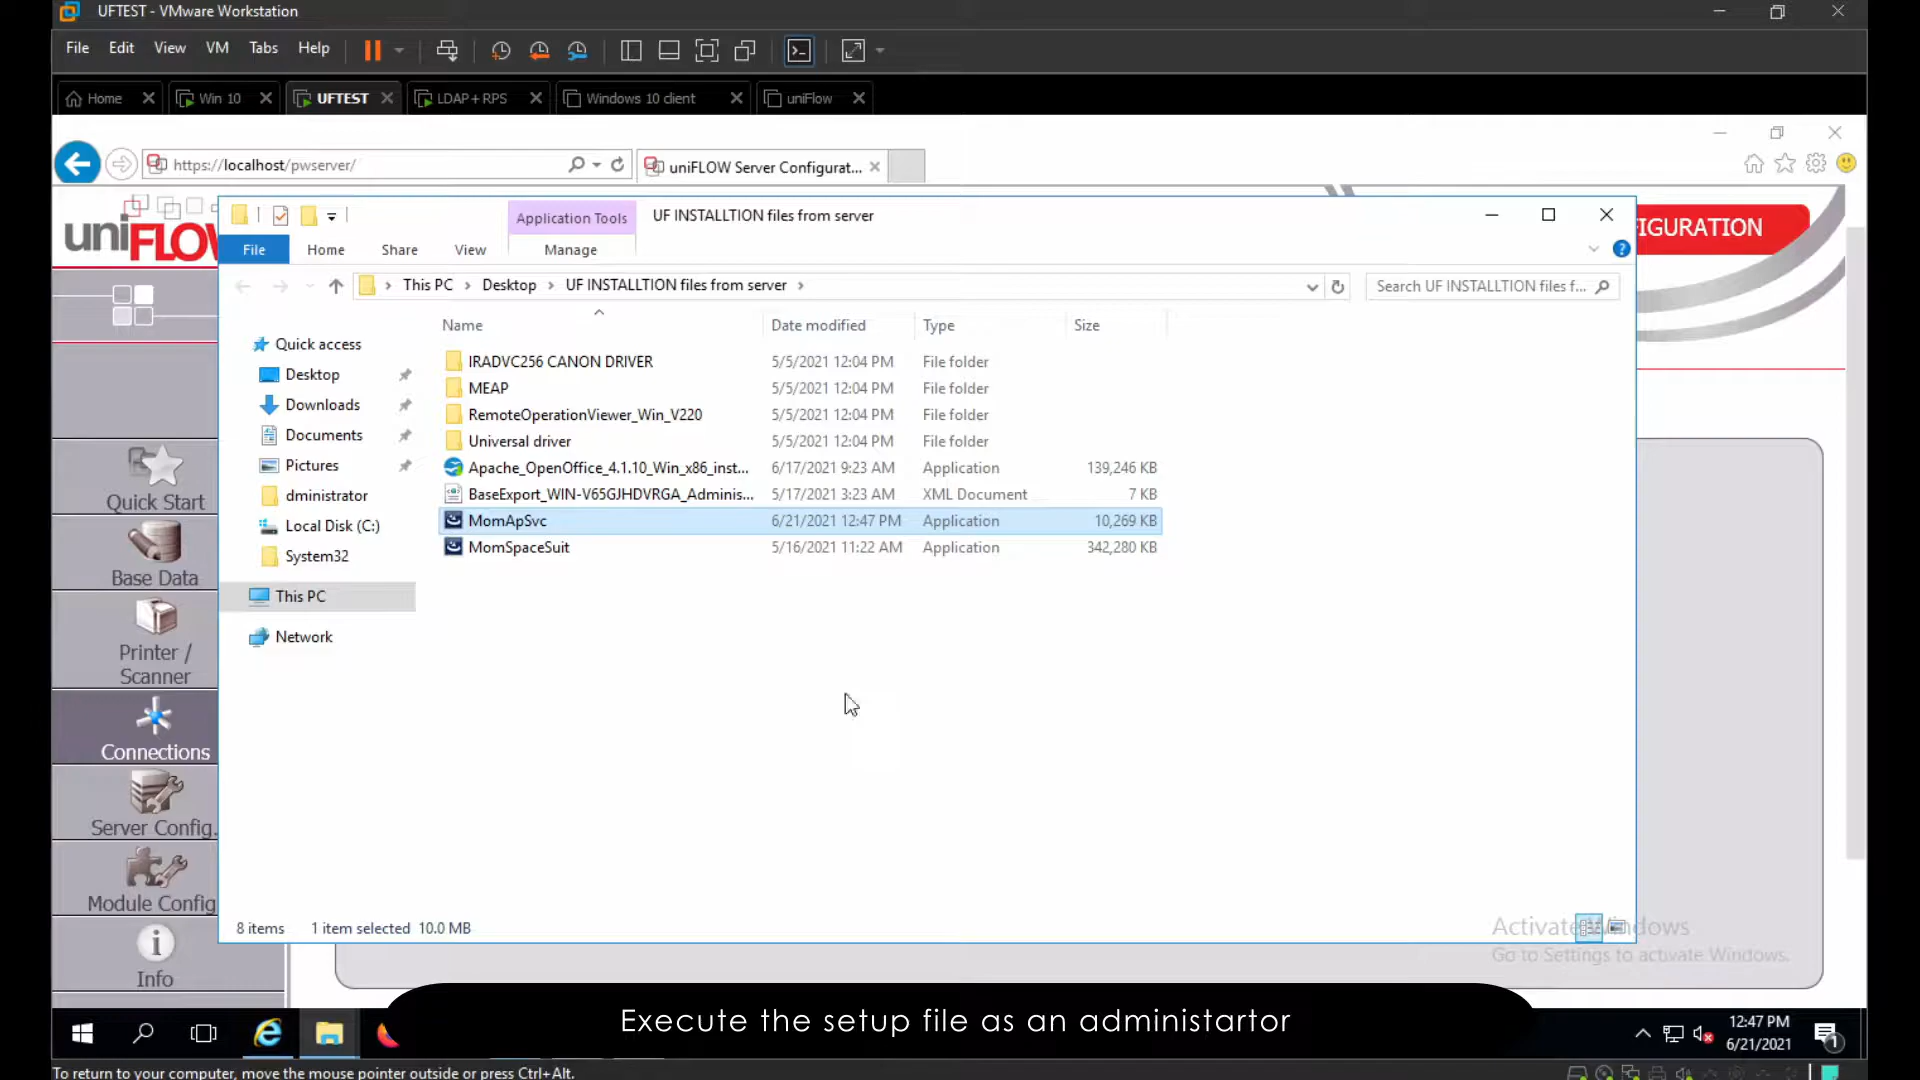 UFTEST - VMware Workstation
File Edit View VM Tabs Help
Home Win 10 UFTEST LDAP+RPS Windows 10 client uniFlow
https://localhost/pwserver/ uniFLOW Server Configurat...
uniFLOW
IGURATION
Application Tools UF INSTALLTION files from server
File Home Share View Manage
This PC Desktop UF INSTALLTION files from server Search UF INSTALLTION files f...
Name Date modified Type Size
Quick access
Desktop
Downloads
Documents
Pictures
dministrator
Local Disk (C:)
System32
This PC
Network
IRADVC256 CANON DRIVER 5/5/2021 12:04 PM File folder
MEAP 5/5/2021 12:04 PM File folder
RemoteOperationViewer_Win_V220 5/5/2021 12:04 PM File folder
Universal driver 5/5/2021 12:04 PM File folder
Apache_OpenOffice_4.1.10_Win_x86_inst... 6/17/2021 9:23 AM Application 139,246 KB
BaseExport_WIN-V65GJHDVRGA_Adminis... 5/17/2021 3:23 AM XML Document 7 KB
MomApSvc 6/21/2021 12:47 PM Application 10,269 KB
MomSpaceSuit 5/16/2021 11:22 AM Application 342,280 KB
Quick Start
Base Data
Printer /
Scanner
Connections
Server Config.
Module Config
Info
8 items 1 item selected 10.0 MB
Activate Windows
Go to Settings to activate Windows.
Execute the setup file as an administartor
12:47 PM
6/21/2021
1
To return to your computer, move the mouse pointer outside or press Ctrl+Alt.